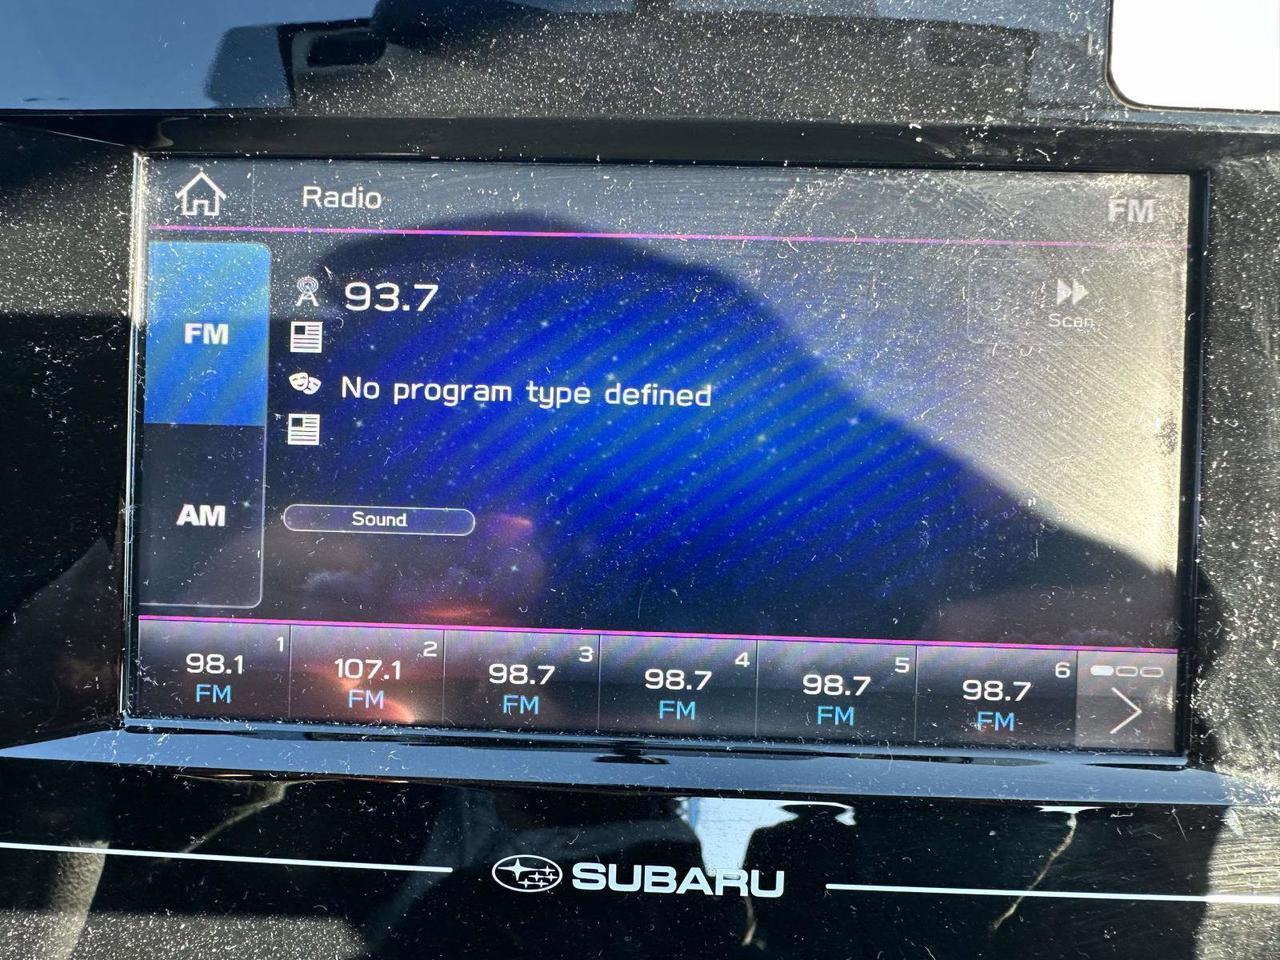 Radio
FM
93.7
Scan
FM
No program type defined
AM
Sound
1 2 3 4 5 6
98.1 107.1 98.7 98.7 98.7 98.7
FM FM FM FM FM FM
SUBARU